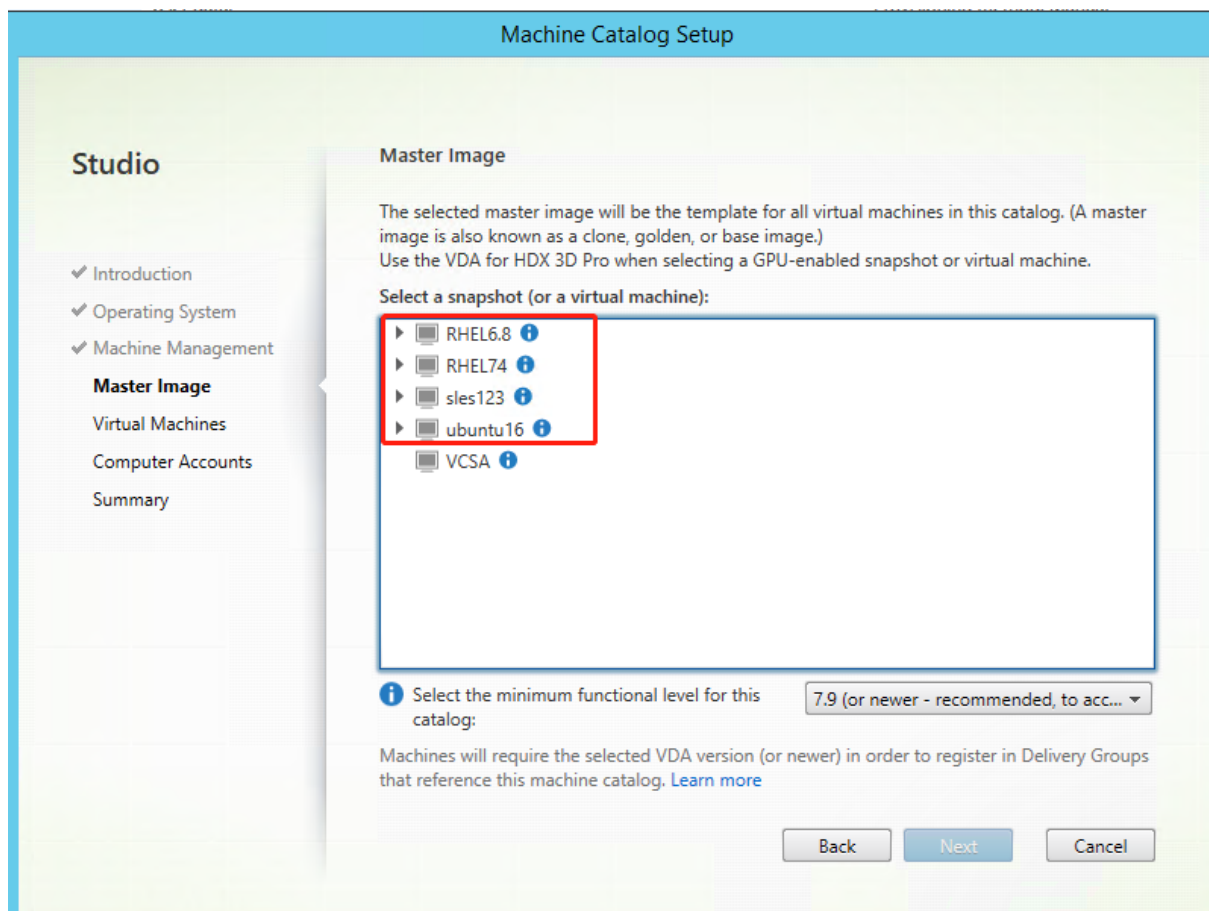 Machine Catalog Setup
Studio
Introduction
Operating System
Machine Management
Master Image
Virtual Machines
Computer Accounts
Summary
Master Image
The selected master image will be the template for all virtual machines in this catalog. (A master
image is also known as a clone, golden, or base image.)
Use the VDA for HDX 3D Pro when selecting a GPU-enabled snapshot or virtual machine.
Select a snapshot (or a virtual machine):
RHEL6.8
RHEL74
sles123
ubuntu16
VCSA
Select the minimum functional level for this
catalog:
7.9 (or newer - recommended, to acc...
Machines will require the selected VDA version (or newer) in order to register in Delivery Groups
that reference this machine catalog. Learn more
Back
Next
Cancel